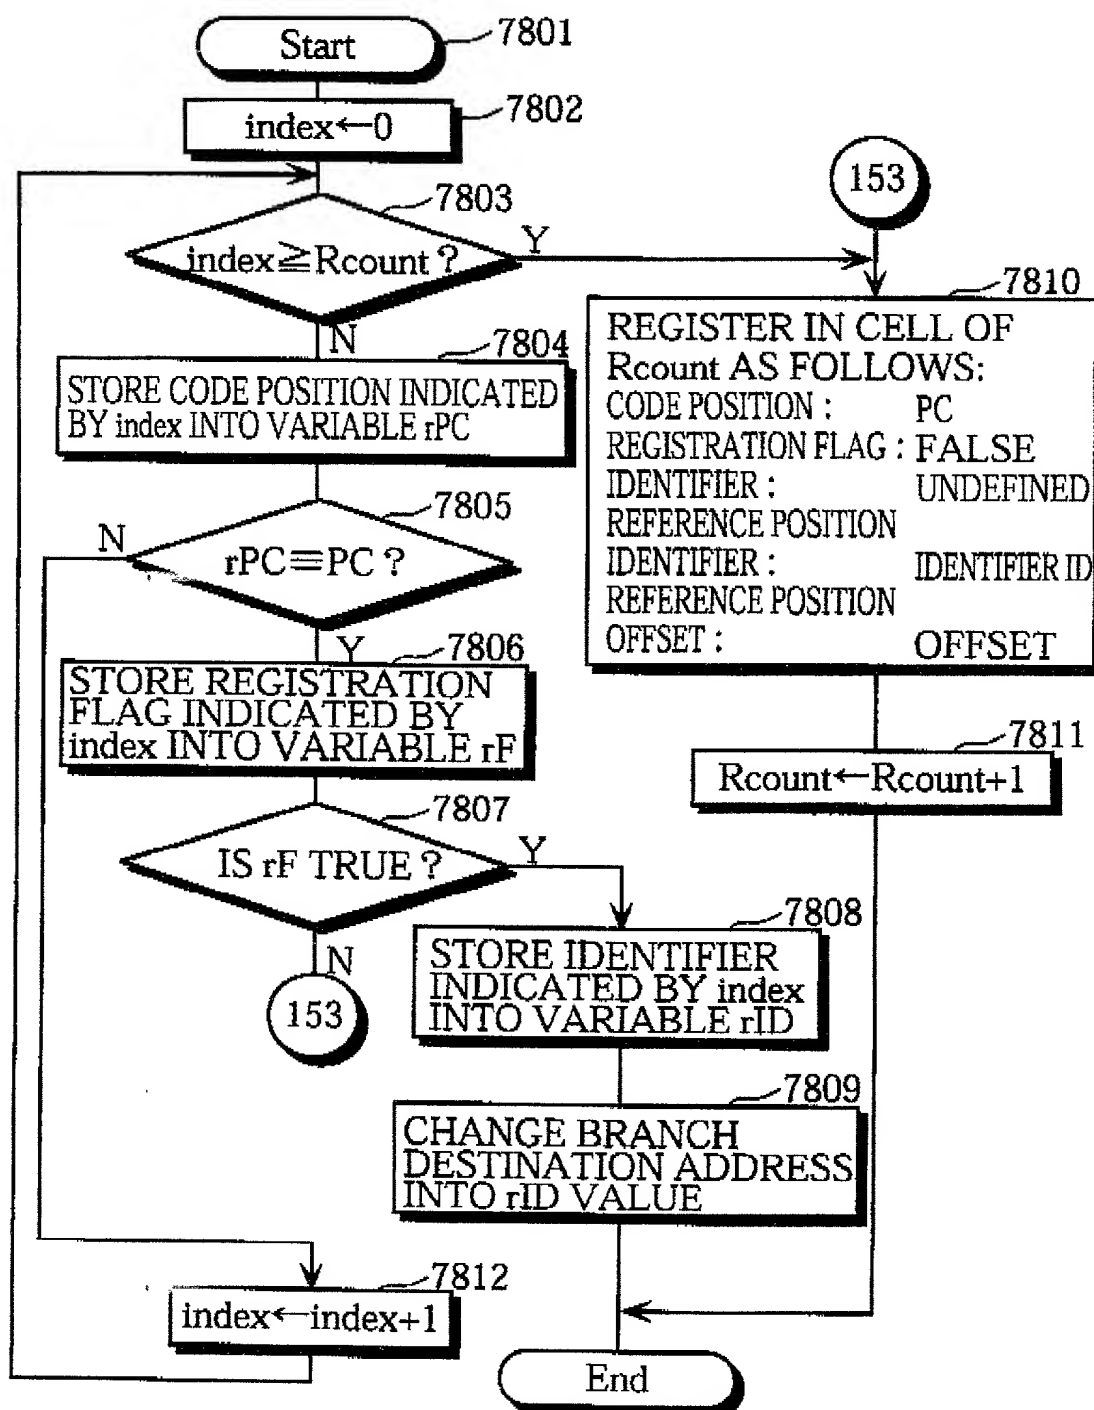 Start
7801
index←0
7802
7803
index≧Rcount?
Y
N
7804
STORE CODE POSITION INDICATED
BY index INTO VARIABLE rPC
7805
N
rPC≡PC?
Y
7806
STORE REGISTRATION
FLAG INDICATED BY
index INTO VARIABLE rF
7807
IS rF TRUE?
Y
N
153
7808
STORE IDENTIFIER
INDICATED BY index
INTO VARIABLE rID
7809
CHANGE BRANCH
DESTINATION ADDRESS
INTO rID VALUE
7812
index←index+1
153
7810
REGISTER IN CELL OF
Rcount AS FOLLOWS:
CODE POSITION : PC
REGISTRATION FLAG : FALSE
IDENTIFIER : UNDEFINED
REFERENCE POSITION
IDENTIFIER : IDENTIFIER ID
REFERENCE POSITION
OFFSET : OFFSET
7811
Rcount←Rcount+1
End